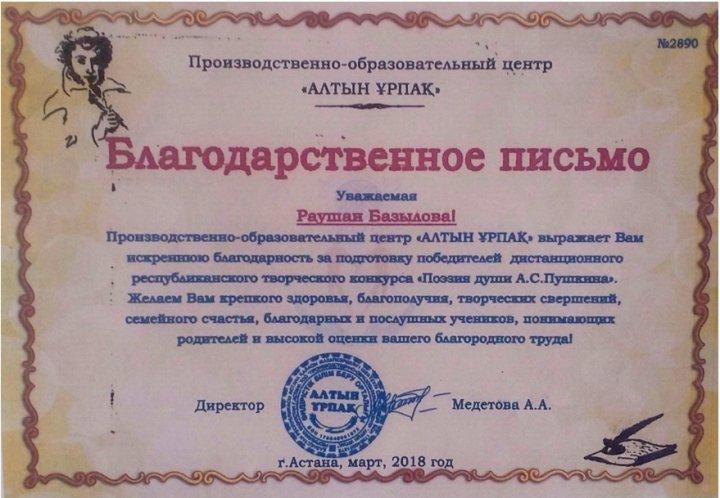 №2890
Производственно-образовательный центр
«АЛТЫН ҰРПАҚ»
Благодарственное письмо
Уважаемая
Раушан Базылова!
Производственно-образовательный центр «АЛТЫН ҰРПАҚ» выражает Вам
искреннюю благодарность за подготовку победителей дистанционного
республиканского творческого конкурса «Поэзия души А.С.Пушкина».
Желаем Вам крепкого здоровья, благополучия, творческих свершений,
семейного счастья, благодарных и послушных учеников, понимающих
родителей и высокой оценки вашего благородного труда!
АЛТЫН
ҰРПАҚ
Директор Медетова А.А.
г.Астана, март, 2018 год